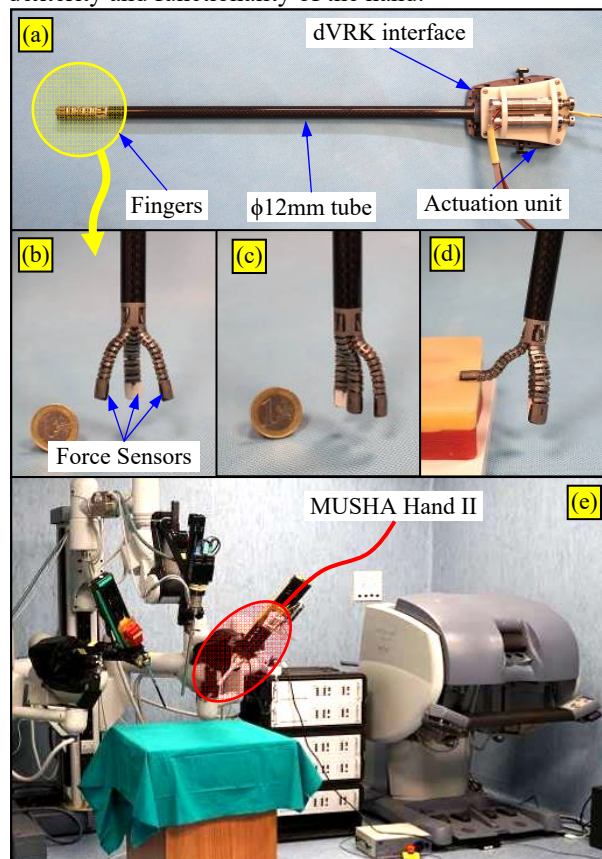 (a)
dVRK interface
Fingers
ϕ12mm tube
Actuation unit
(b)
(c)
(d)
Force Sensors
MUSHA Hand II
(e)